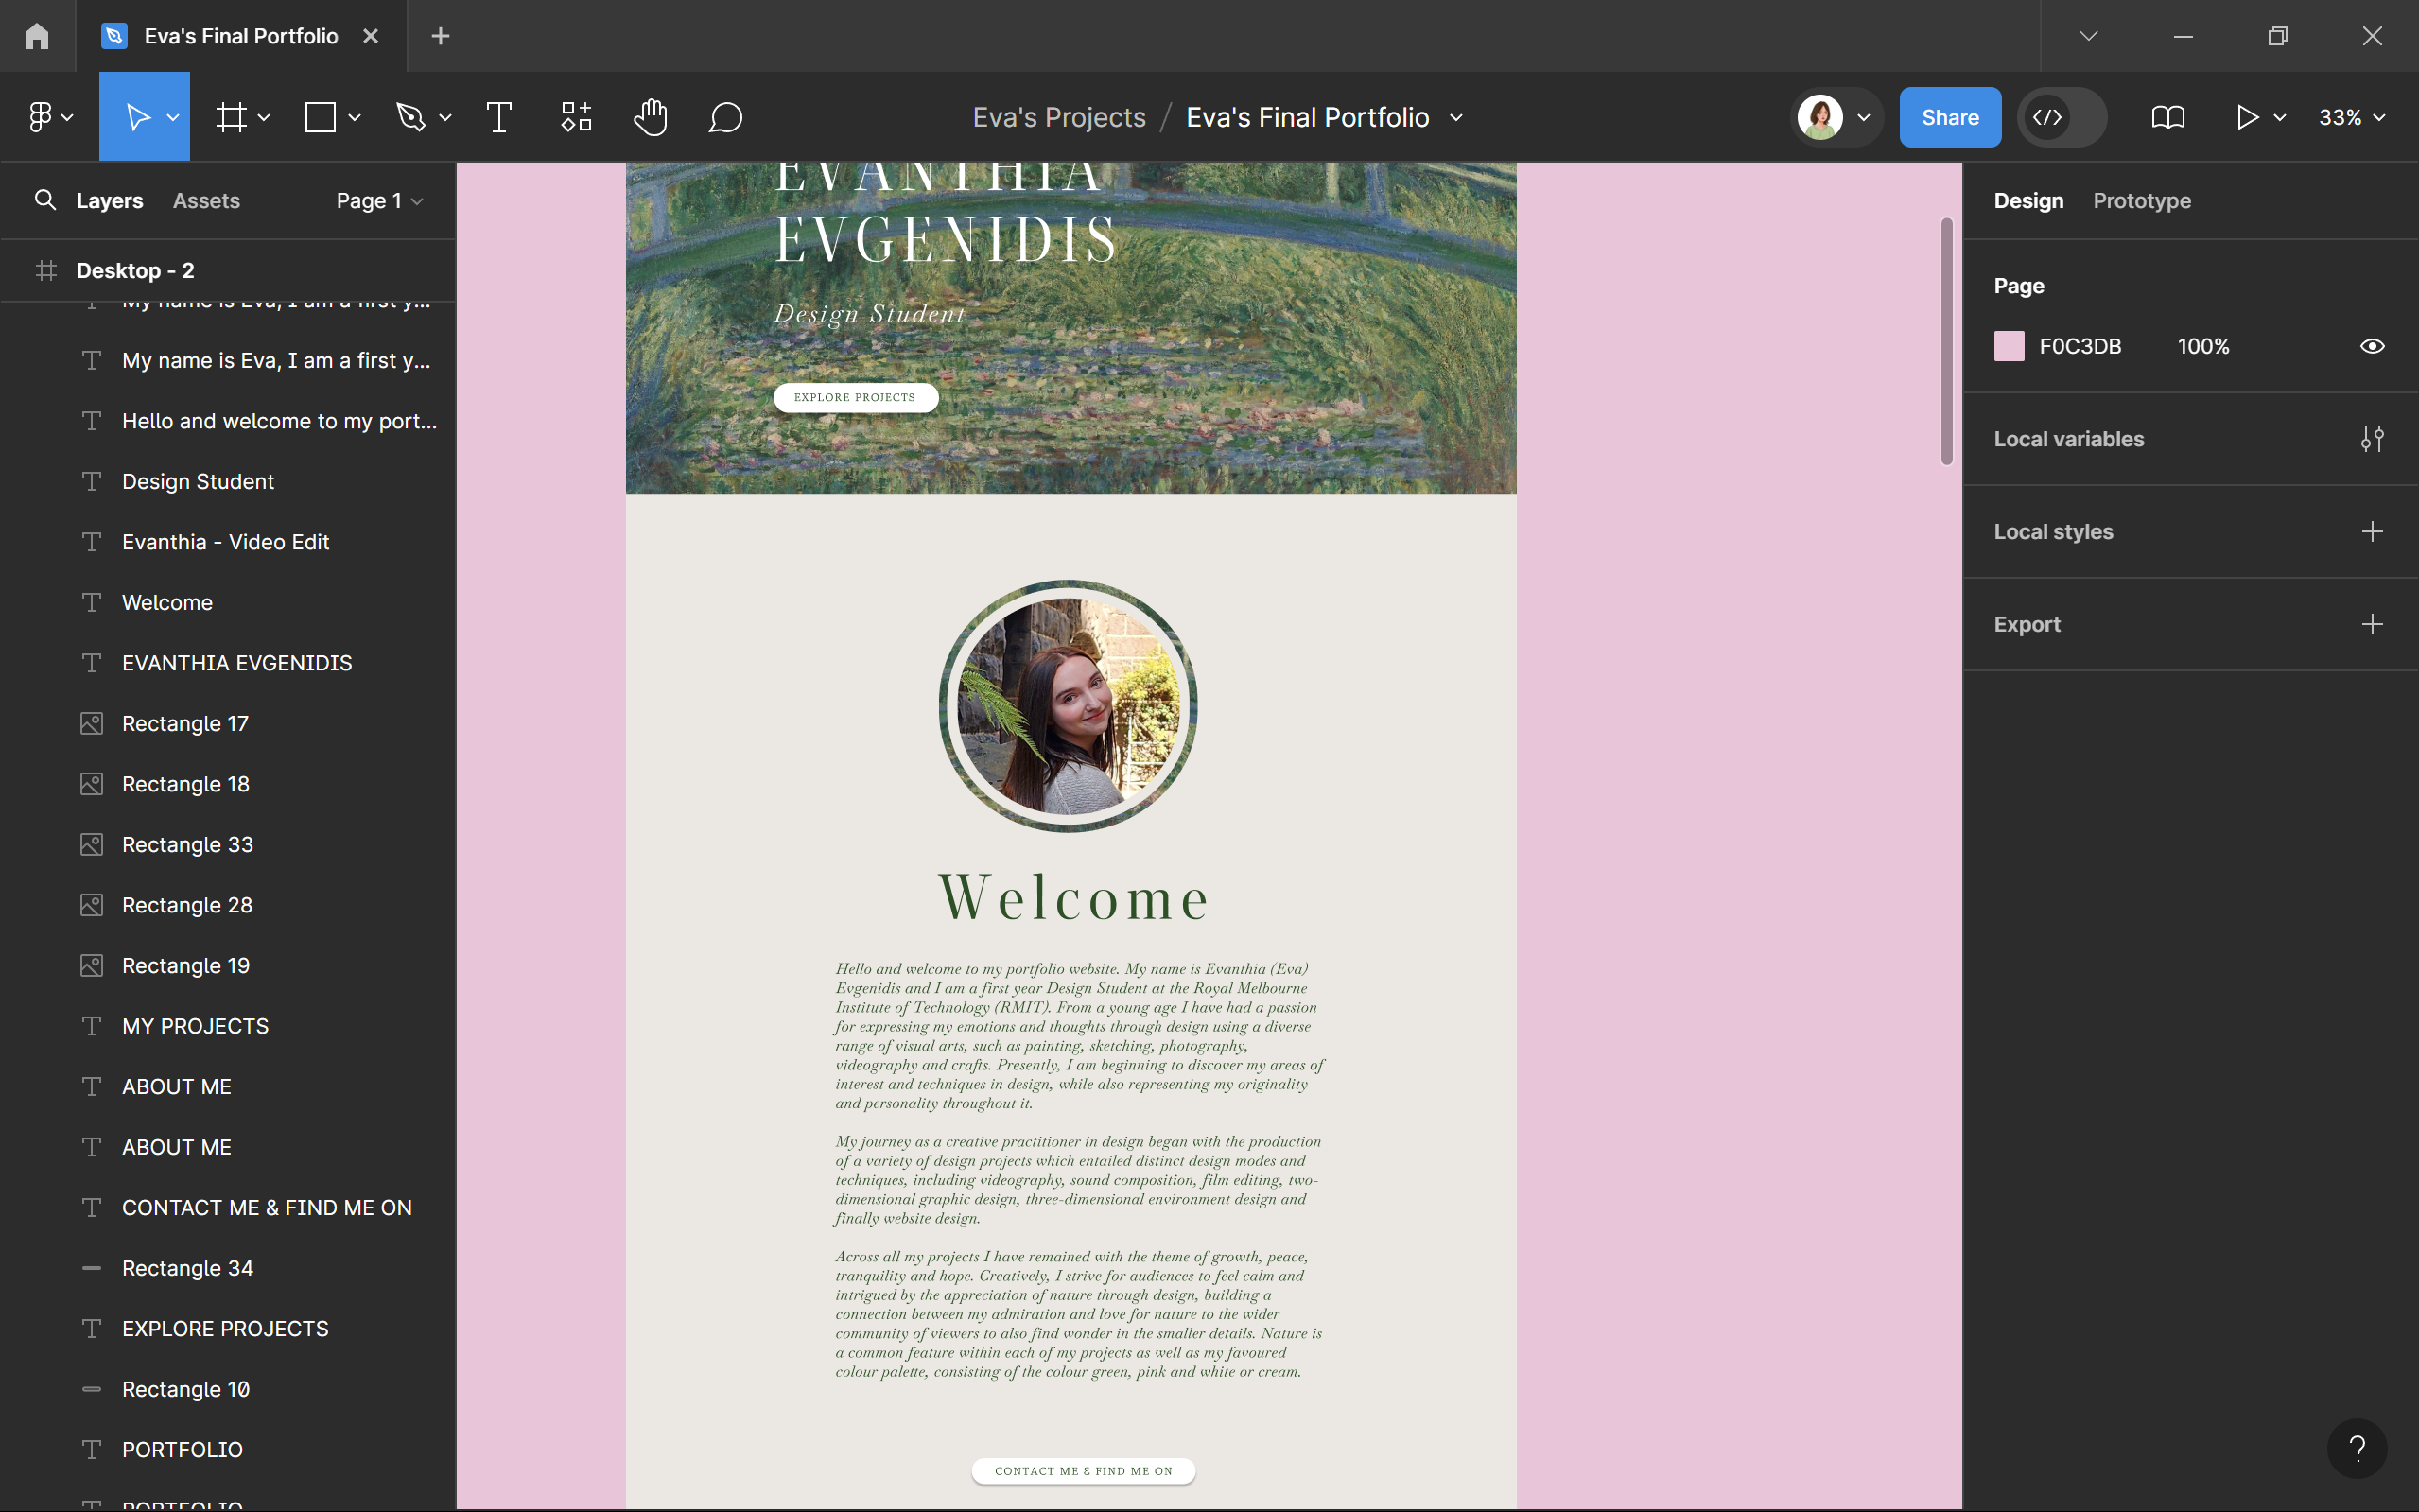 Eva's Final Portfolio
Eva's Projects / Eva's Final Portfolio
Share
33%
Layers
Assets
Page 1
Desktop - 2
My name is Eva, I am a first y...
My name is Eva, I am a first y...
Hello and welcome to my port...
Design Student
Evanthia - Video Edit
Welcome
EVANTHIA EVGENIDIS
Rectangle 17
Rectangle 18
Rectangle 33
Rectangle 28
Rectangle 19
MY PROJECTS
ABOUT ME
ABOUT ME
CONTACT ME & FIND ME ON
Rectangle 34
EXPLORE PROJECTS
Rectangle 10
PORTFOLIO
PORTFOLIO
EVANTHIA
EVGENIDIS
Design Student
EXPLORE PROJECTS
Welcome
Hello and welcome to my portfolio website. My name is Evanthia (Eva)
Evgenidis and I am a first year Design Student at the Royal Melbourne
Institute of Technology (RMIT). From a young age I have had a passion
for expressing my emotions and thoughts through design using a diverse
range of visual arts, such as painting, sketching, photography,
videography and crafts. Presently, I am beginning to discover my areas of
interest and techniques in design, while also representing my originality
and personality throughout it.
My journey as a creative practitioner in design began with the production
of a variety of design projects which entailed distinct design modes and
techniques, including videography, sound composition, film editing, two-
dimensional graphic design, three-dimensional environment design and
finally website design.
Across all my projects I have remained with the theme of growth, peace,
tranquility and hope. Creatively, I strive for audiences to feel calm and
intrigued by the appreciation of nature through design, building a
connection between my admiration and love for nature to the wider
community of viewers to also find wonder in the smaller details. Nature is
a common feature within each of my projects as well as my favoured
colour palette, consisting of the colour green, pink and white or cream.
CONTACT ME & FIND ME ON
Design
Prototype
Page
F0C3DB
100%
Local variables
Local styles
Export
?